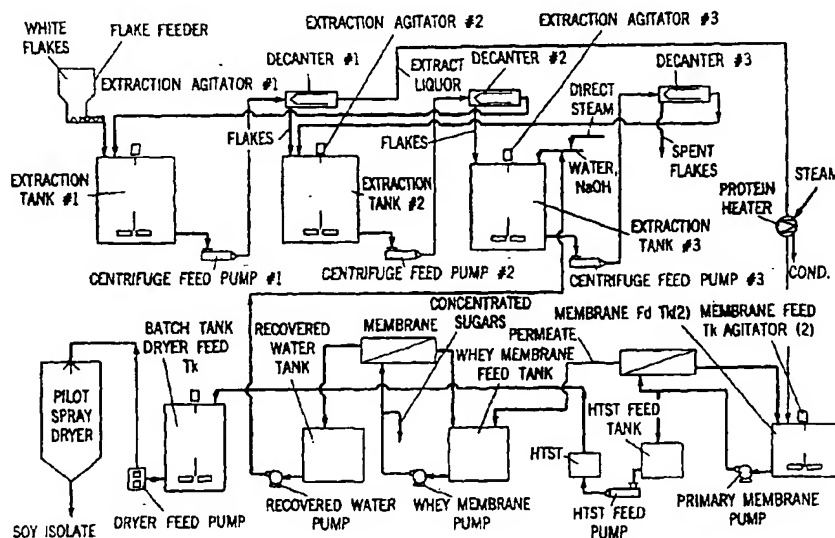 WHITE
FLAKES
FLAKE FEEDER
EXTRACTION AGITATOR #1
EXTRACTION AGITATOR #2
DECANTER #1
EXTRACT
LIQUOR
EXTRACTION AGITATOR #3
DECANTER #2
DIRECT
STEAM
DECANTER #3
FLAKES
FLAKES
WATER,
NaOH
SPENT
FLAKES
STEAM
PROTEIN
HEATER
COND.
EXTRACTION
TANK #1
EXTRACTION
TANK #2
EXTRACTION
TANK #3
CENTRIFUGE FEED PUMP #1
CENTRIFUGE FEED PUMP #2
CENTRIFUGE FEED PUMP #3
BATCH TANK
DRYER FEED
Tk
RECOVERED
WATER
TANK
MEMBRANE
CONCENTRATED
SUGARS
WHEY MEMBRANE
FEED TANK
PERMEATE
MEMBRANE Fd Tk(2)
MEMBRANE FEED
Tk AGITATOR (2)
PILOT
SPRAY
DRYER
HTST FEED
TANK
HTST
SOY ISOLATE
DRYER FEED PUMP
RECOVERED WATER
PUMP
WHEY MEMBRANE
PUMP
HTST FEED
PUMP
PRIMARY MEMBRANE
PUMP